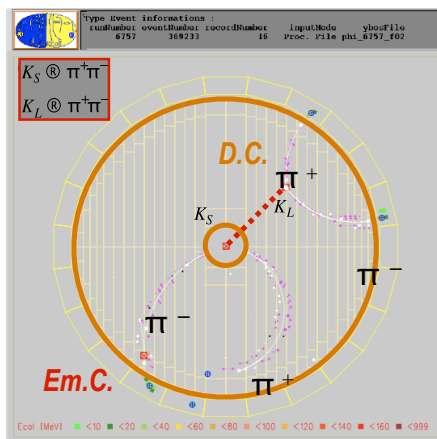 Type Event informations :
runNumber eventNumber recordNumber inputNode ybosFile
6757 369233 16 Proc. File phi_6757_f02
K_S ® π⁺π⁻
K_L ® π⁺π⁻
D.C.
π⁺
K_S
K_L
π⁻
π⁻
Em.C.
π⁺
Ecal [MeV] <10 <20 <40 <60 <80 <100 <120 <140 <160 <999